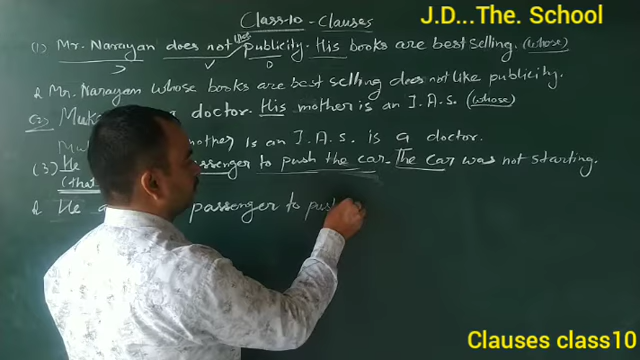 J.D...The. School
Class-10 - Clauses
(1) Mr. Narayan does not like publicity. His books are best selling. (whose)
Mr. Narayan whose books are best selling does not like publicity.
(2) doctor. His mother is an I.A.S. (whose)
mother is an I.A.S. is a doctor.
(3) He passenger to push the car. The Car was not starting.
(that
He passenger to push
Clauses class10